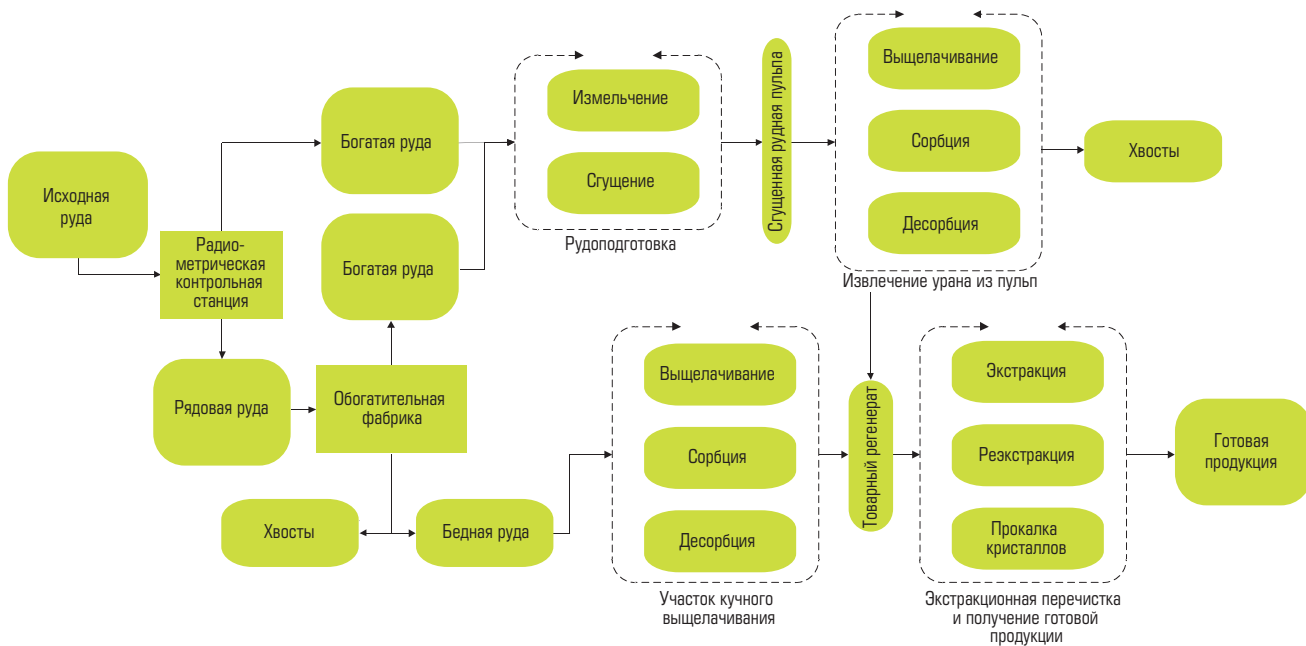 Исходная
руда
Радио-
метрическая
контрольная
станция
Богатая руда
Богатая руда
Рядовая руда
Обогатительная
фабрика
Хвосты
Бедная руда
Измельчение
Сгущение
Рудоподготовка
Сгущенная рудная пульпа
Выщелачивание
Сорбция
Десорбция
Извлечение урана из пульп
Хвосты
Выщелачивание
Сорбция
Десорбция
Участок кучного
выщелачивания
Товарный регенерат
Экстракция
Реэкстракция
Прокалка
кристаллов
Экстракционная перечистка
и получение готовой
продукции
Готовая
продукция